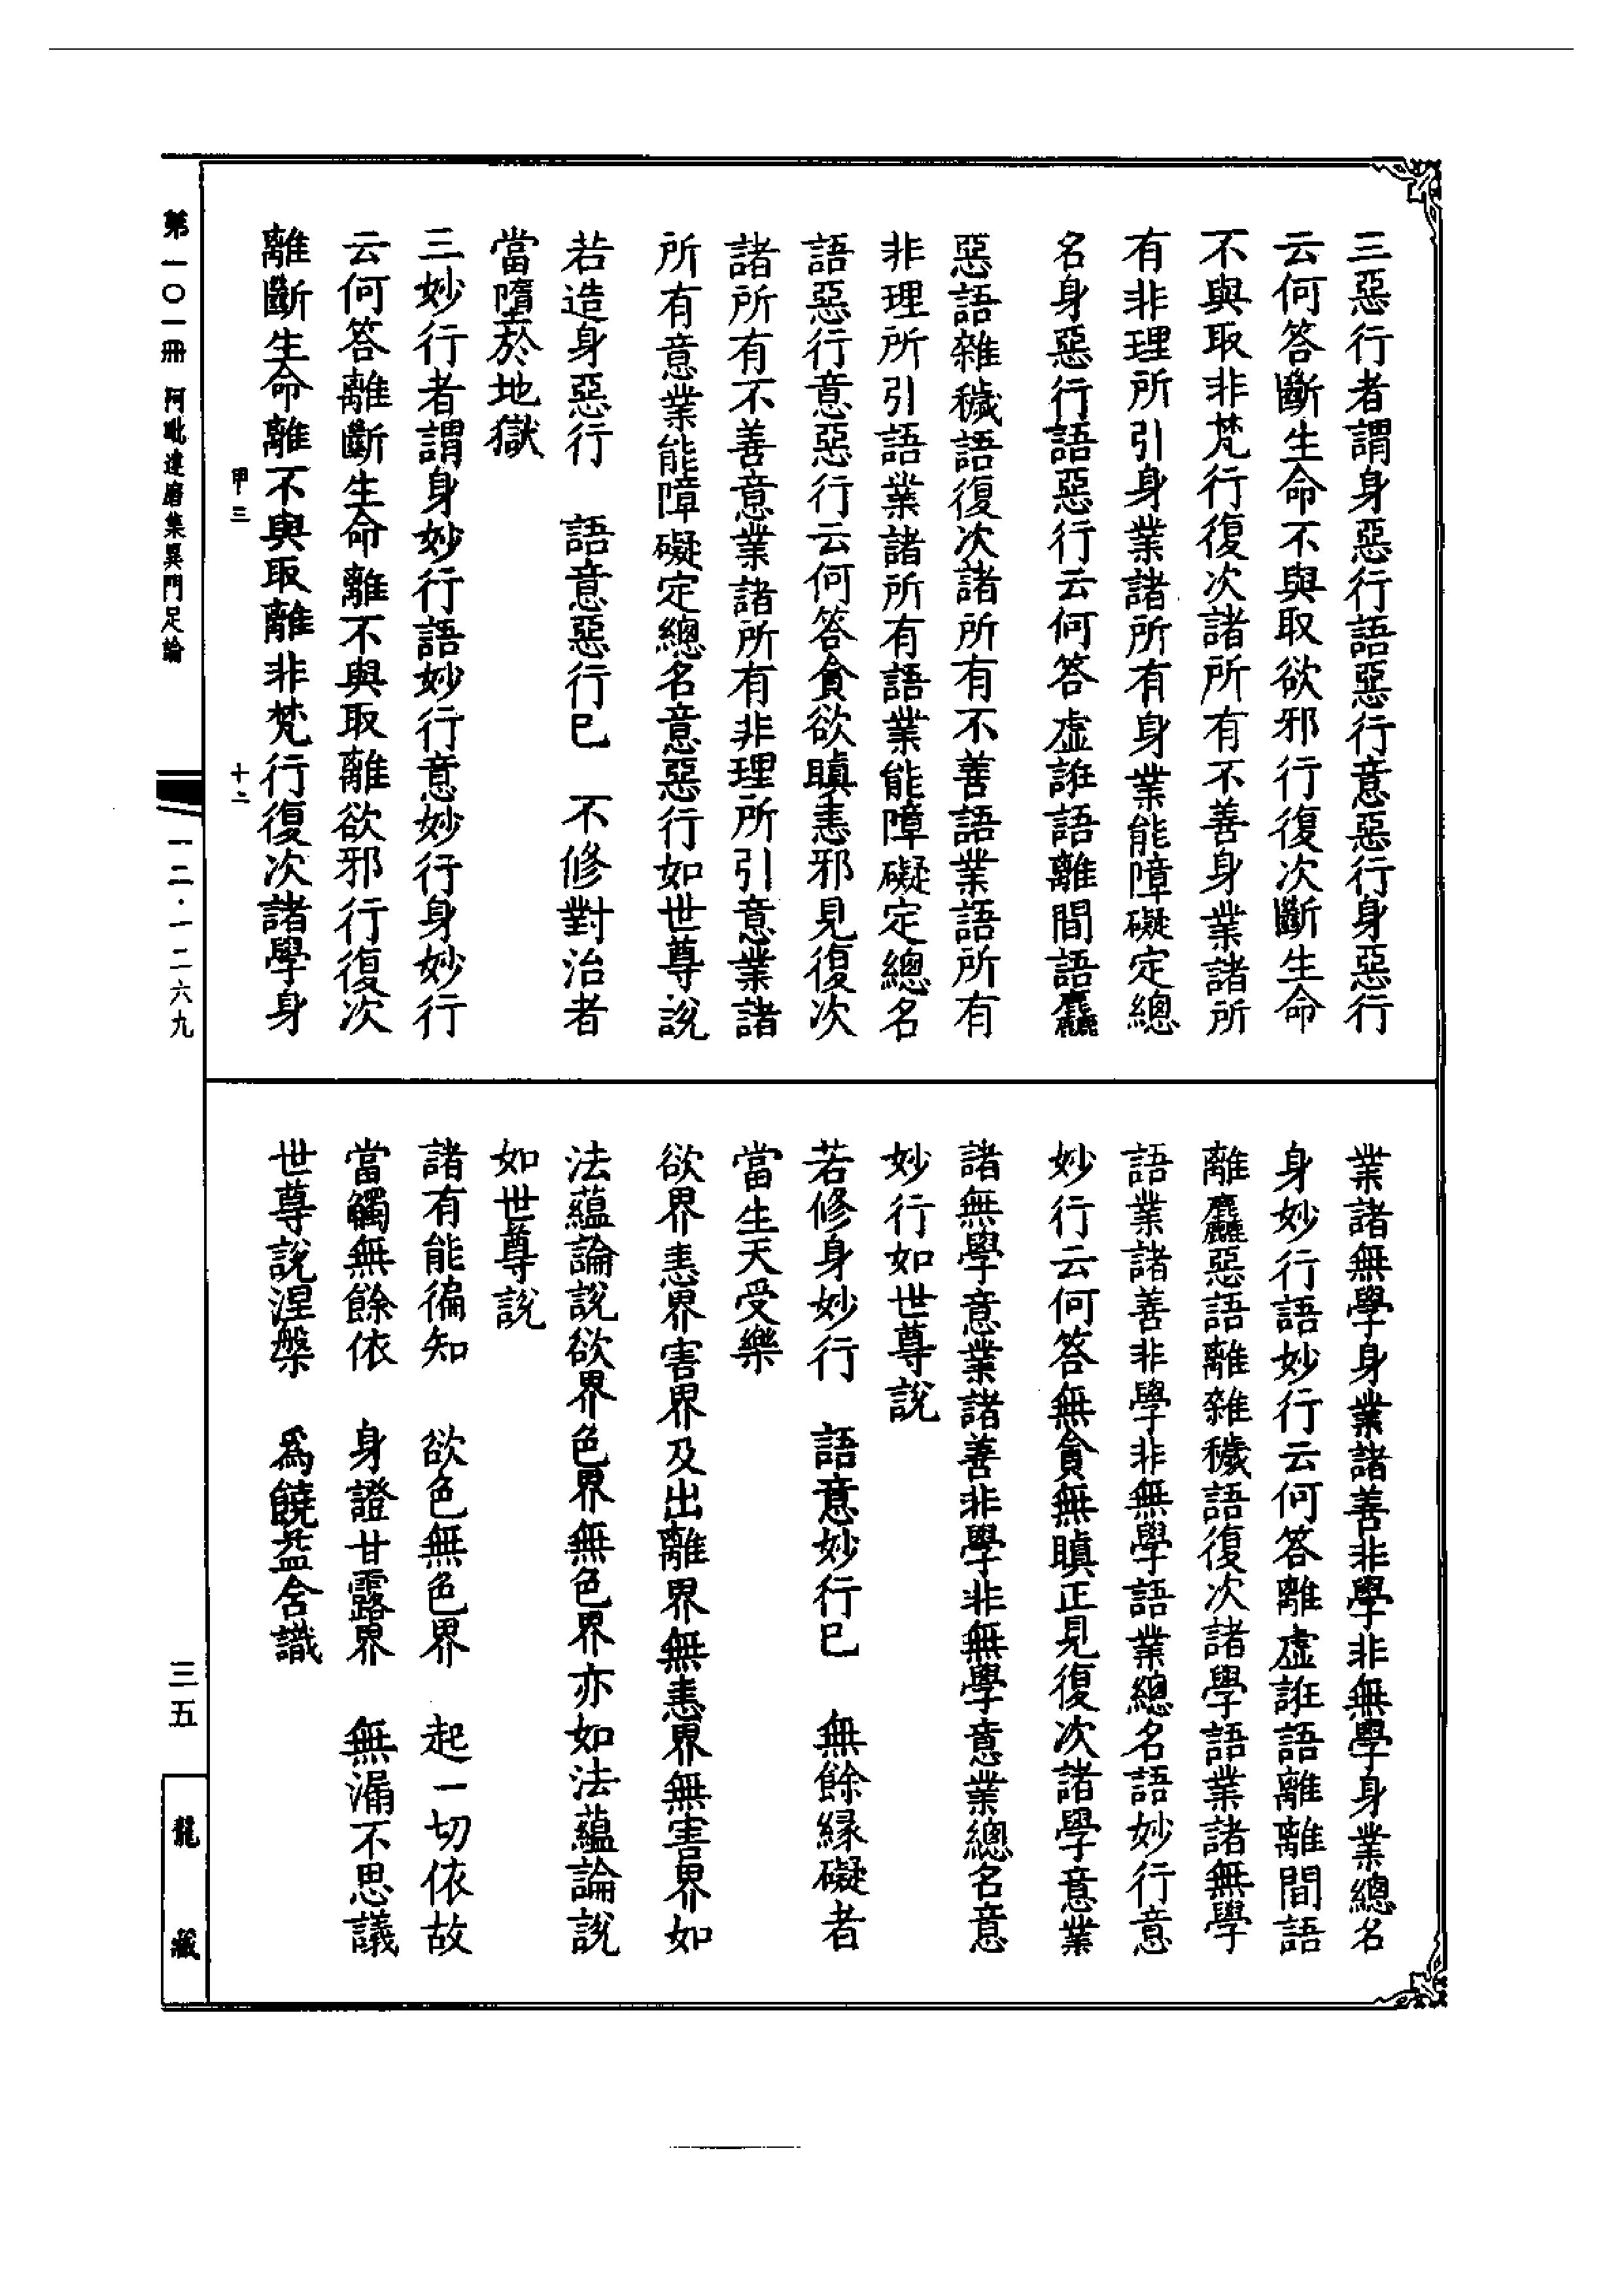 三惡行者謂身惡行語惡行意惡行身惡行
云何答斷生命不與取欲邪行復次斷生命
不與取非梵行復次諸所有不善身業諸所
有非理所引身業諸所有身業能障礙定總
名身惡行語惡行云何答虛誑語離間語麤
惡語雜穢語復次諸所有不善語業語所有
非理所引語業諸所有語業能障礙定總名
語惡行意惡行云何答貪欲瞋恚邪見復次
諸所有不善意業諸所有非理所引意業諸
所有意業能障礙定總名意惡行如世尊說
若造身惡行 語意惡行已 不修對治者
當墮於地獄
三妙行者謂身妙行語妙行意妙行身妙行
云何答離斷生命離不與取離欲邪行復次
離斷生命離不與取離非梵行復次諸學身
業諸無學身業諸善非學非無學身業總名
身妙行語妙行云何答離虛誑語離離間語
離麤惡語離雜穢語復次諸學語業諸無學
語業諸善非學非無學語業總名語妙行意
妙行云何答無貪無瞋正見復次諸學意業
諸無學意業諸善非學非無學意業總名意
妙行如世尊說
若修身妙行 語意妙行已 無餘緣礙者
當生天受樂
欲界恚界害界及出離界無恚界無害界如
法蘊論說欲界色界無色界亦如法蘊論說
如世尊說
諸有能徧知 欲色無色界 起一切依故
當觸無餘依 身證甘露界 無漏不思議
世尊說涅槃 為饒益含識
甲三 十二
第一〇一冊 阿毗達磨集異門足論
一二·一二六九
三五
龍藏